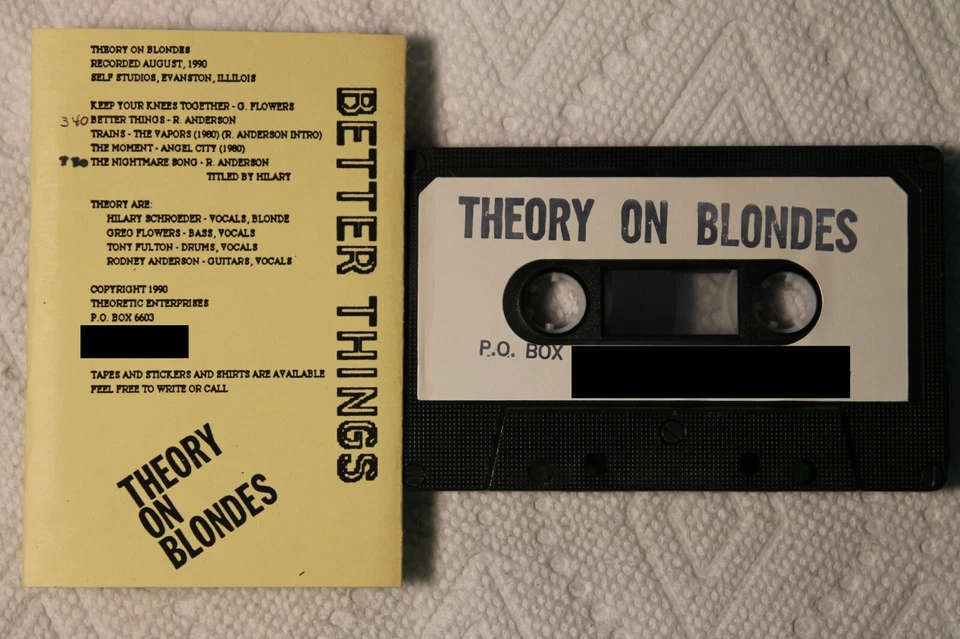 THEORY ON BLONDES
RECORDED AUGUST, 1990
SELF STUDIOS, EVANSTON, ILLILOIS
KEEP YOUR KNEES TOGETHER - G. FLOWERS
340 BETTER THINGS - R. ANDERSON
TRAINS - THE VAPORS (1980) (R. ANDERSON INTRO)
THE MOMENT - ANGEL CITY (1980)
THE NIGHTMARE SONG - R. ANDERSON
TITLED BY HILARY
THEORY ARE:
HILARY SCHROEDER - VOCALS, BLONDE
GREG FLOWERS - BASS, VOCALS
TONY FULTON - DRUMS, VOCALS
RODNEY ANDERSON - GUITARS, VOCALS
COPYRIGHT 1990
THEORETIC ENTERPRISES
P.O. BOX 6603
TAPES AND STICKERS AND SHIRTS ARE AVAILABLE
FEEL FREE TO WRITE OR CALL
THEORY
ON
BLONDES
BETTER THINGS
THEORY ON BLONDES
P.O. BOX